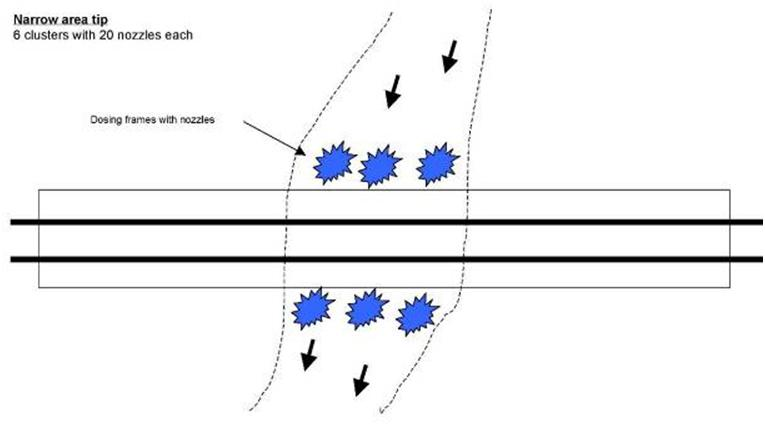 Narrow area tip
6 clusters with 20 nozzles each
Dosing frames with nozzles